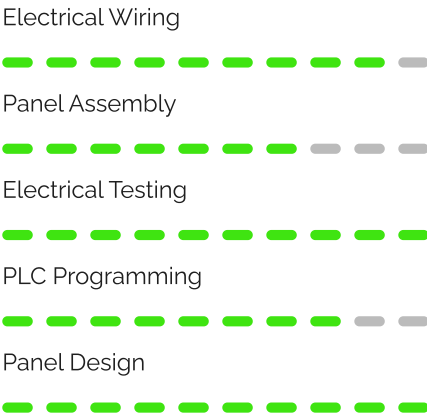 Electrical Wiring
Panel Assembly
Electrical Testing
PLC Programming
Panel Design